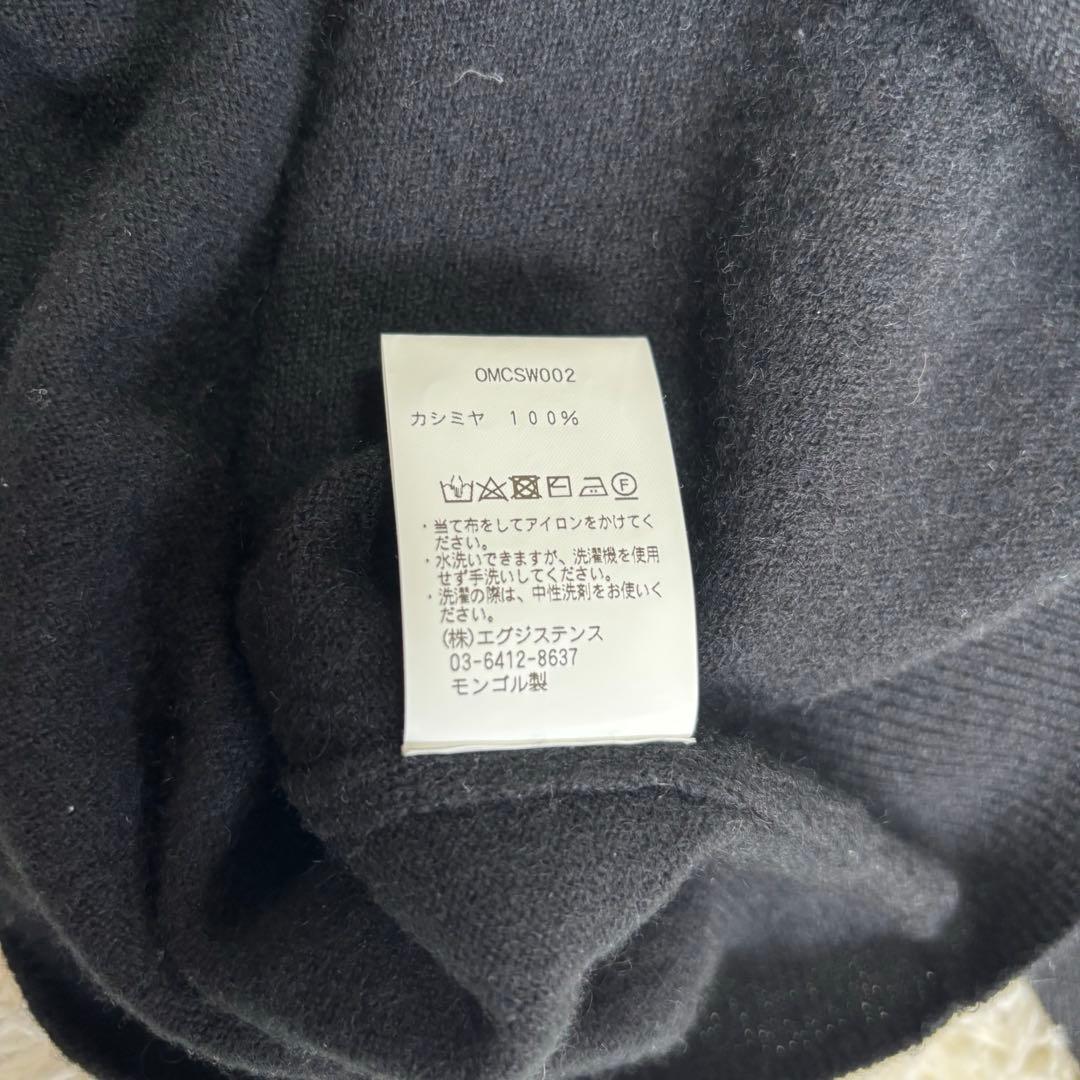 OMCSW002
カシミヤ 100%
F
・当て布をしてアイロンをかけてく
ださい。
・水洗いできますが、洗濯機を使用
せず手洗いしてください。
・洗濯の際は、中性洗剤をお使いく
ださい。
(株)エグジステンス
03-6412-8637
モンゴル製